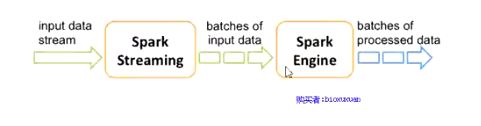 input data
stream
Spark
Streaming
batches of
input data
Spark
Engine
batches of
processed data
购买者:bioxuxuan